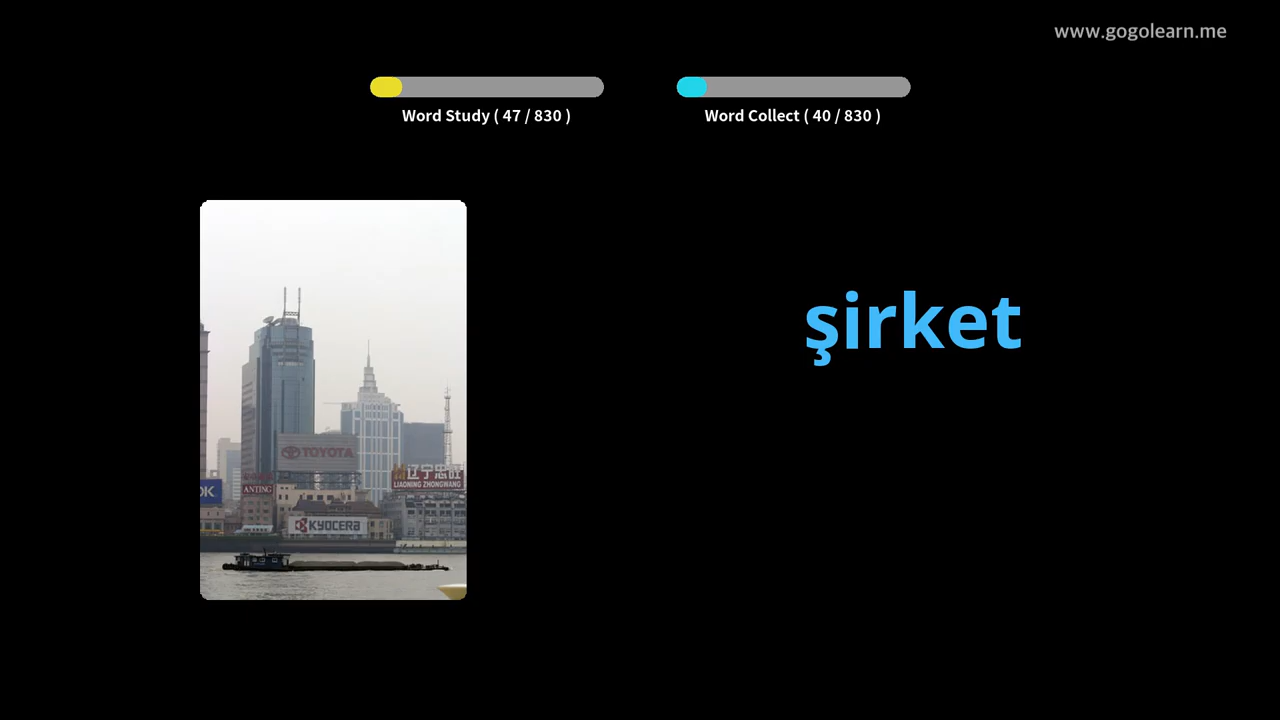 www.gogolearn.me
Word Study ( 47 / 830 )
Word Collect ( 40 / 830 )
şirket
TOYOTA
辽宁忠旺
LIAONING ZHONGWANG
OK
ANTING
KYOCERA